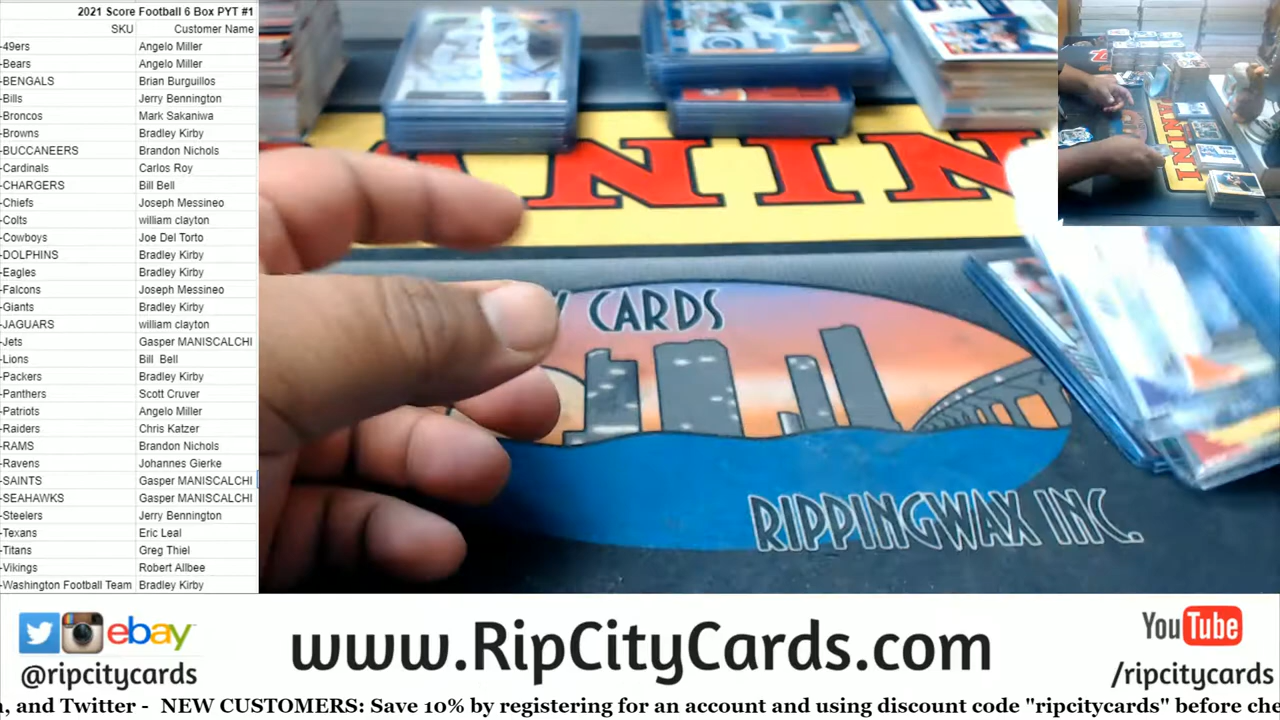 2021 Score Football 6 Box PYT #1
SKU Customer Name
-49ers Angelo Miller
-Bears Angelo Miller
-BENGALS Brian Burguillos
-Bills Jerry Bennington
-Broncos Mark Sakaniwa
-Browns Bradley Kirby
-BUCCANEERS Brandon Nichols
-Cardinals Carlos Roy
-CHARGERS Bill Bell
-Chiefs Joseph Messineo
-Colts william clayton
-Cowboys Joe Del Torto
-DOLPHINS Bradley Kirby
-Eagles Bradley Kirby
-Falcons Joseph Messineo
-Giants Bradley Kirby
-JAGUARS william clayton
-Jets Gasper MANISCALCHI
-Lions Bill Bell
-Packers Bradley Kirby
-Panthers Scott Cruver
-Patriots Angelo Miller
-Raiders Chris Katzer
-RAMS Brandon Nichols
-Ravens Johannes Gierke
-SAINTS Gasper MANISCALCHI
-SEAHAWKS Gasper MANISCALCHI
-Steelers Jerry Bennington
-Texans Eric Leal
-Titans Greg Thiel
-Vikings Robert Allbee
-Washington Football Team Bradley Kirby
ANINI
ANINI
Y CARDS
RIPPINGWAX INC.
ebay
@ripcitycards
www.RipCityCards.com
YouTube
/ripcitycards
, and Twitter - NEW CUSTOMERS: Save 10% by registering for an account and using discount code "ripcitycards" before che